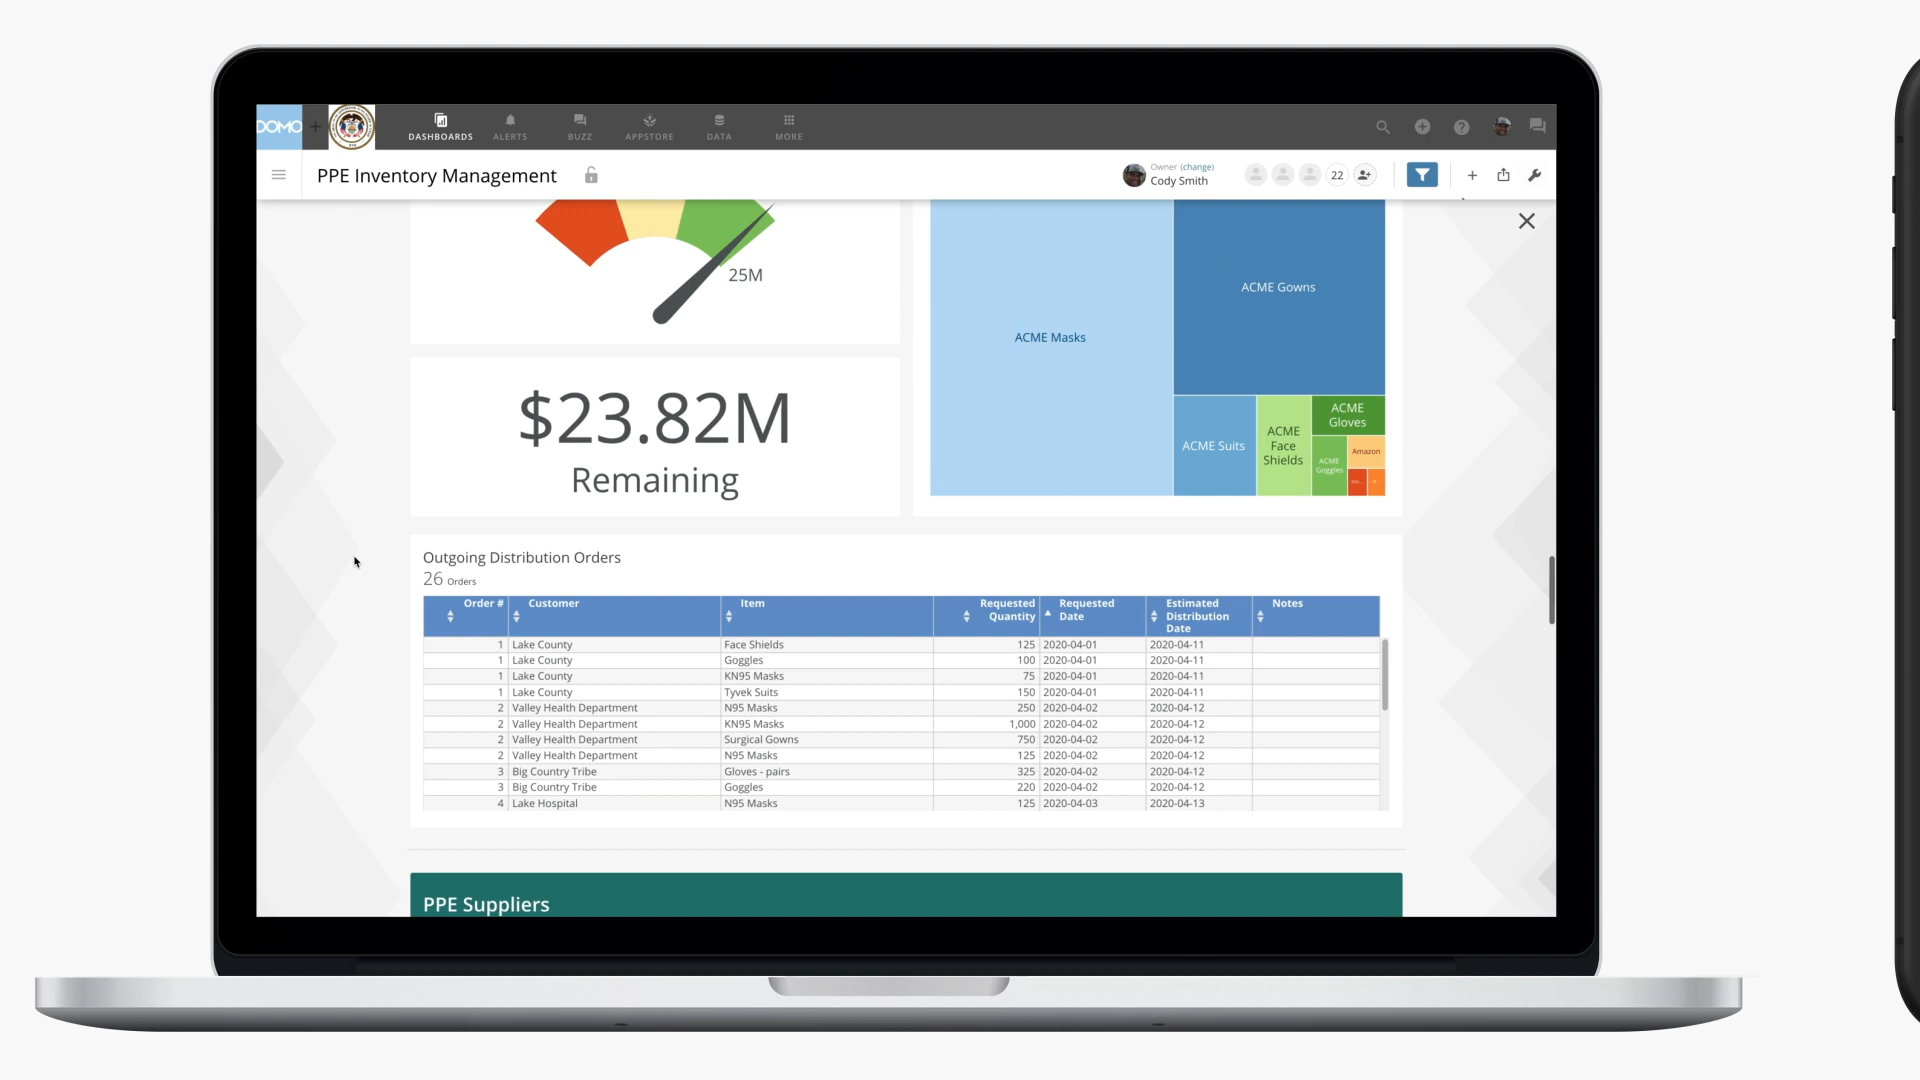 DOMO
DASHBOARDS
ALERTS
BUZZ
APPSTORE
DATA
MORE
PPE Inventory Management
Owner (change)
Cody Smith
22
25M
$23.82M
Remaining
ACME Masks
ACME Gowns
ACME Suits
ACME
Face
Shields
ACME
Gloves
ACME
Goggles
Amazon
Outgoing Distribution Orders
26 Orders
Order # Customer Item Requested Quantity Requested Date Estimated Distribution Date Notes
1 Lake County Face Shields 125 2020-04-01 2020-04-11
1 Lake County Goggles 100 2020-04-01 2020-04-11
1 Lake County KN95 Masks 75 2020-04-01 2020-04-11
1 Lake County Tyvek Suits 150 2020-04-01 2020-04-11
2 Valley Health Department N95 Masks 250 2020-04-02 2020-04-12
2 Valley Health Department KN95 Masks 1,000 2020-04-02 2020-04-12
2 Valley Health Department Surgical Gowns 750 2020-04-02 2020-04-12
2 Valley Health Department N95 Masks 125 2020-04-02 2020-04-12
3 Big Country Tribe Gloves - pairs 325 2020-04-02 2020-04-12
3 Big Country Tribe Goggles 220 2020-04-02 2020-04-12
4 Lake Hospital N95 Masks 125 2020-04-03 2020-04-13
PPE Suppliers